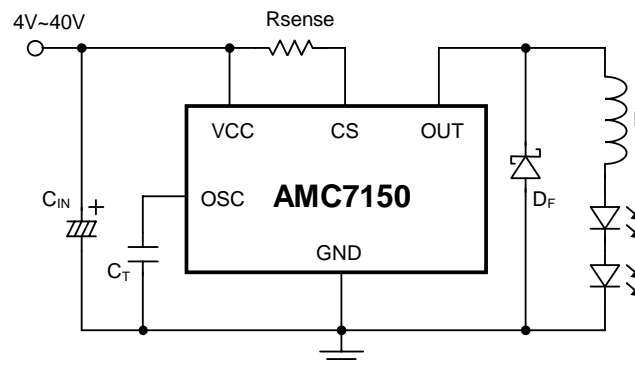 4V~40V
Rsense
VCC
CS
OUT
CIN
+
OSC
AMC7150
DF
CT
GND